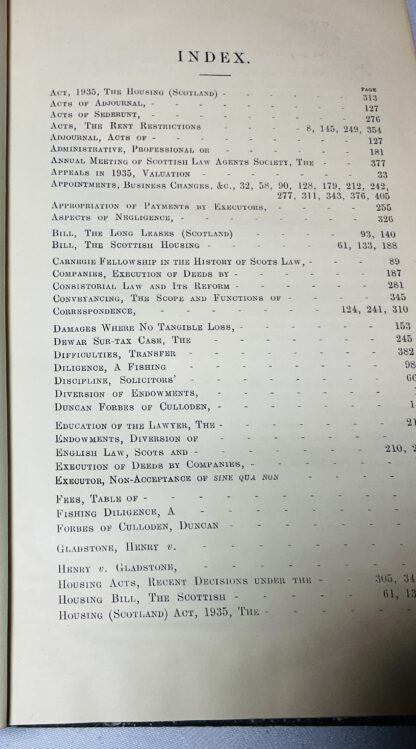 INDEX.
PAGE
Act, 1935, The Housing (Scotland) - - - - - 313
Acts of Adjournal, - - - - - - - 127
Acts of Sederunt, - - - - - - - 276
Acts, The Rent Restrictions - - - - 8, 145, 249, 354
Adjournal, Acts of - - - - - - - 127
Administrative, Professional or - - - - - 181
Annual Meeting of Scottish Law Agents Society, The - - 377
Appeals in 1935, Valuation - - - - - - 33
Appointments, Business Changes, &c., 32, 58, 90, 128, 179, 212, 242,
277, 311, 343, 376, 405
Appropriation of Payments by Executors, - - - - 255
Aspects of Negligence, - - - - - - 326
Bill, The Long Leases (Scotland) - - - - 93, 140
Bill, The Scottish Housing - - - - 61, 133, 188
Carnegie Fellowship in the History of Scots Law, - - - 89
Companies, Execution of Deeds by - - - - - 187
Consistorial Law and Its Reform - - - - - 281
Conveyancing, The Scope and Functions of - - - - 345
Correspondence, - - - - - 124, 241, 310
Damages Where No Tangible Loss, - - - - - 153
Dewar Sur-tax Case, The - - - - - 245
Difficulties, Transfer - - - - - - 382
Diligence, A Fishing - - - - - - 98
Discipline, Solicitors' - - - - - -
Diversion of Endowments, - - - - - -
Duncan Forbes of Culloden, - - - - - -
Education of the Lawyer, The - - - - -
Endowments, Diversion of - - - - - -
English Law, Scots and - - - - - 210,
Execution of Deeds by Companies, - - - - -
Executor, Non-Acceptance of sine qua non - - - -
Fees, Table of - - - - - - - -
Fishing Diligence, A - - - - - -
Forbes of Culloden, Duncan - - - - - -
Gladstone, Henry v. - - - - - -
Henry v. Gladstone, - - - - - -
Housing Acts, Recent Decisions under the - - 305,
Housing Bill, The Scottish - - - - - 61,
Housing (Scotland) Act, 1935, The - - - - -